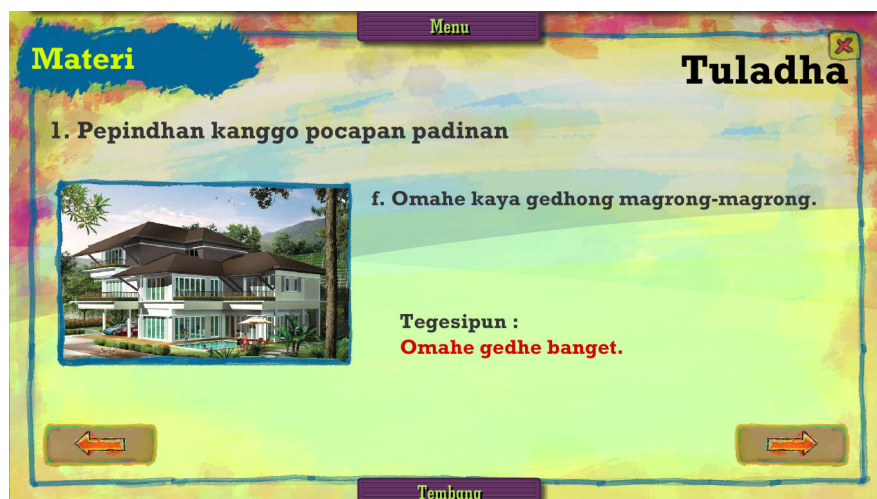 Menu
Materi
Tuladha
1. Pepindhan kanggo pocapan padinan
f. Omahe kaya gedhong magrong-magrong.
Tegesipun :
Omahe gedhe banget.
Tembang